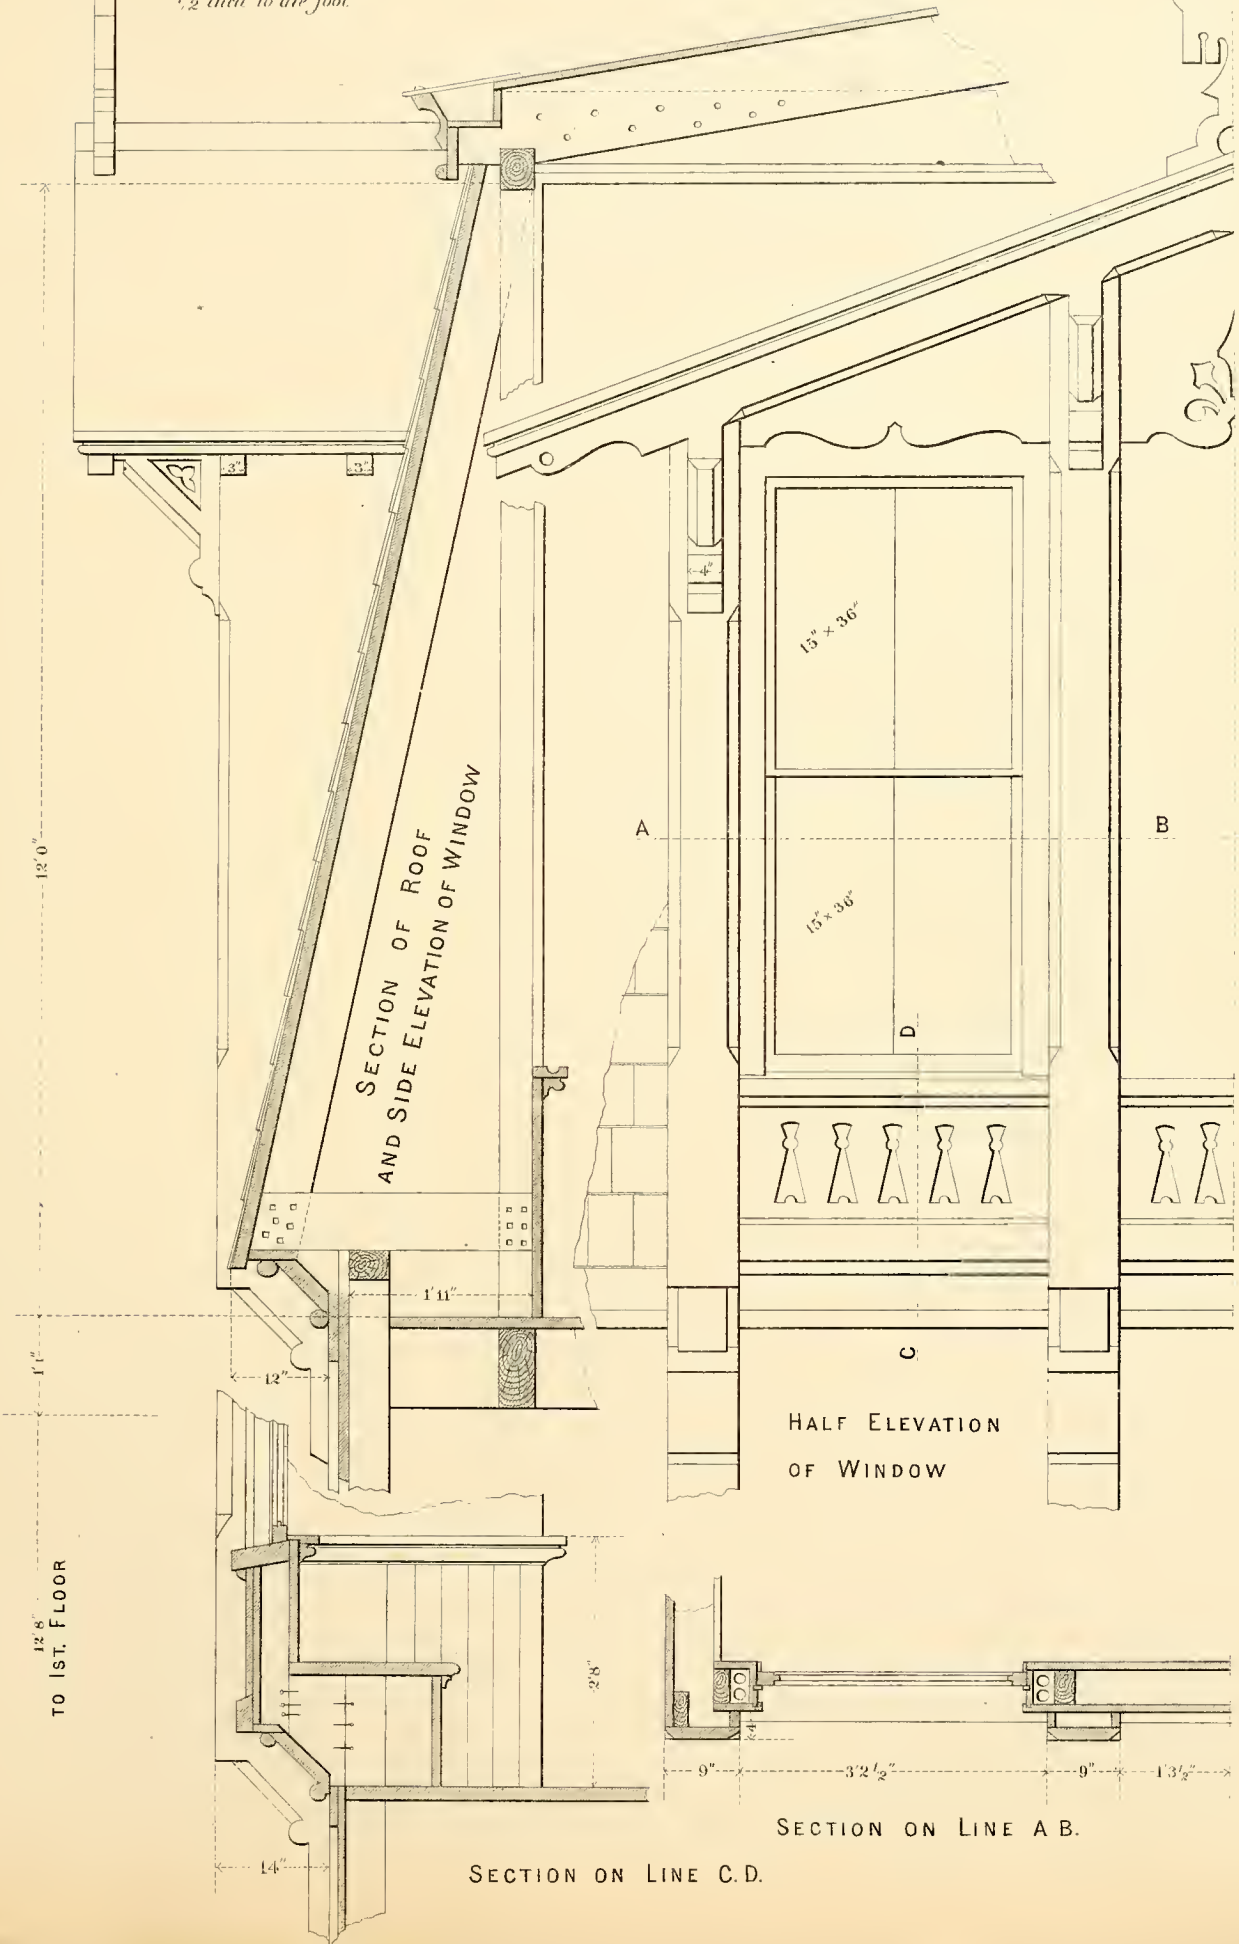 ½ inch to the foot.
3"
3"
4"
15" × 36"
12'0"
A
B
SECTION OF ROOF
AND SIDE ELEVATION OF WINDOW
15" × 36"
D
1'11"
C
1'1"
12"
HALF ELEVATION
OF WINDOW
12'8"
TO 1ST. FLOOR
2'8"
4"
9"
3'2½"
9"
1'3½"
SECTION ON LINE A B.
14"
SECTION ON LINE C. D.